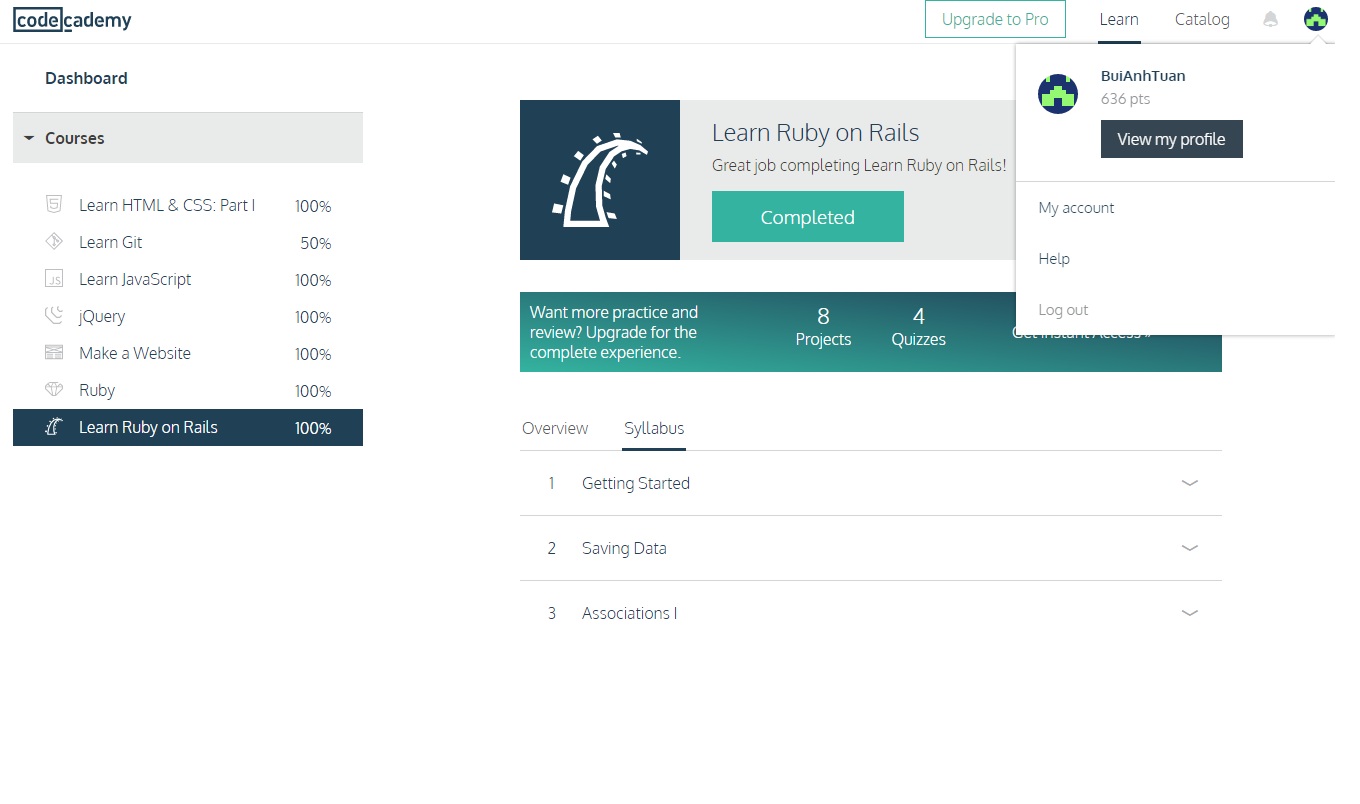 codecademy
Upgrade to Pro
Learn
Catalog
Dashboard
Courses
Learn HTML & CSS: Part I 100%
Learn Git 50%
Learn JavaScript 100%
jQuery 100%
Make a Website 100%
Ruby 100%
Learn Ruby on Rails 100%
Learn Ruby on Rails
Great job completing Learn Ruby on Rails!
Completed
BuiAnhTuan
636 pts
View my profile
My account
Help
Log out
Want more practice and
review? Upgrade for the
complete experience.
8
Projects
4
Quizzes
Get Instant Access »
Overview
Syllabus
1 Getting Started
2 Saving Data
3 Associations I